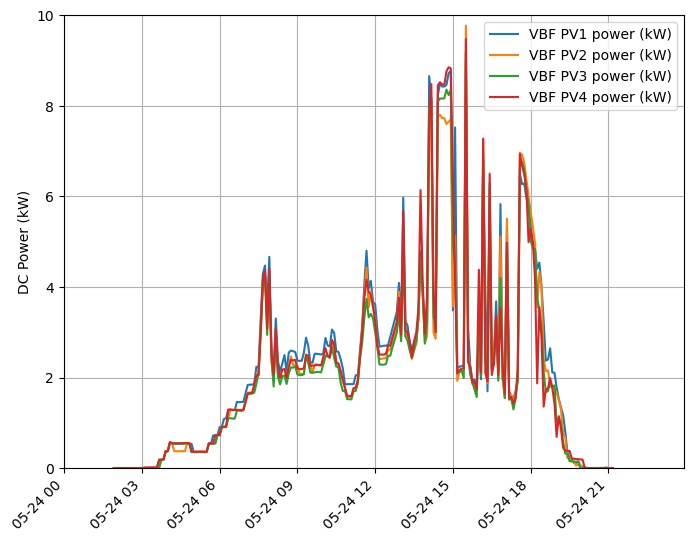 10
VBF PV1 power (kW)
VBF PV2 power (kW)
VBF PV3 power (kW)
VBF PV4 power (kW)
8
6
4
2
0
DC Power (kW)
05-24 00
05-24 03
05-24 06
05-24 09
05-24 12
05-24 15
05-24 18
05-24 21